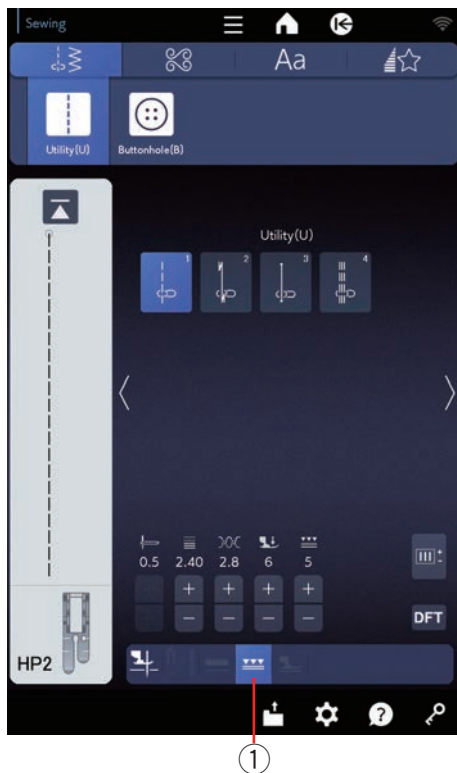 Sewing
Aa
Utility(U) Buttonhole(B)
Utility(U)
1 2 3 4
0.5 2.40 2.8 6 5
+ + + +
- - - -
DFT
HP2
?
①